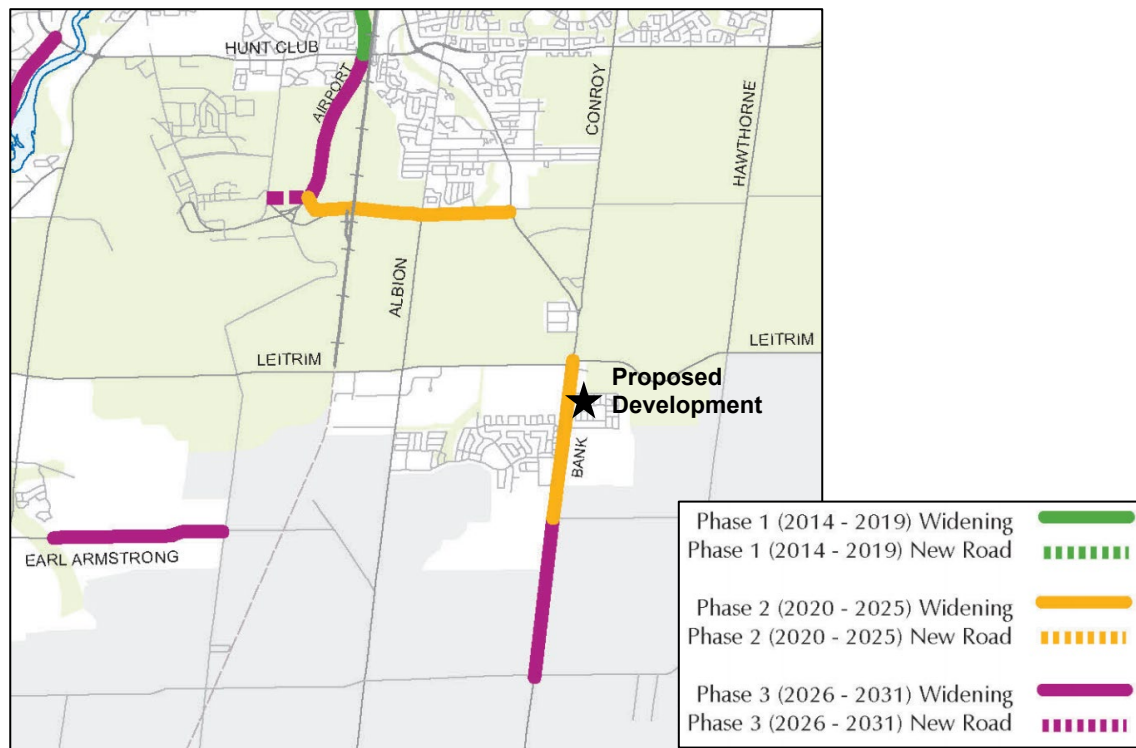 HUNT CLUB
AIRPORT
CONROY
HAWTHORNE
ALBION
LEITRIM
LEITRIM
Proposed
Development
BANK
EARL ARMSTRONG
Phase 1 (2014 - 2019) Widening
Phase 1 (2014 - 2019) New Road
Phase 2 (2020 - 2025) Widening
Phase 2 (2020 - 2025) New Road
Phase 3 (2026 - 2031) Widening
Phase 3 (2026 - 2031) New Road